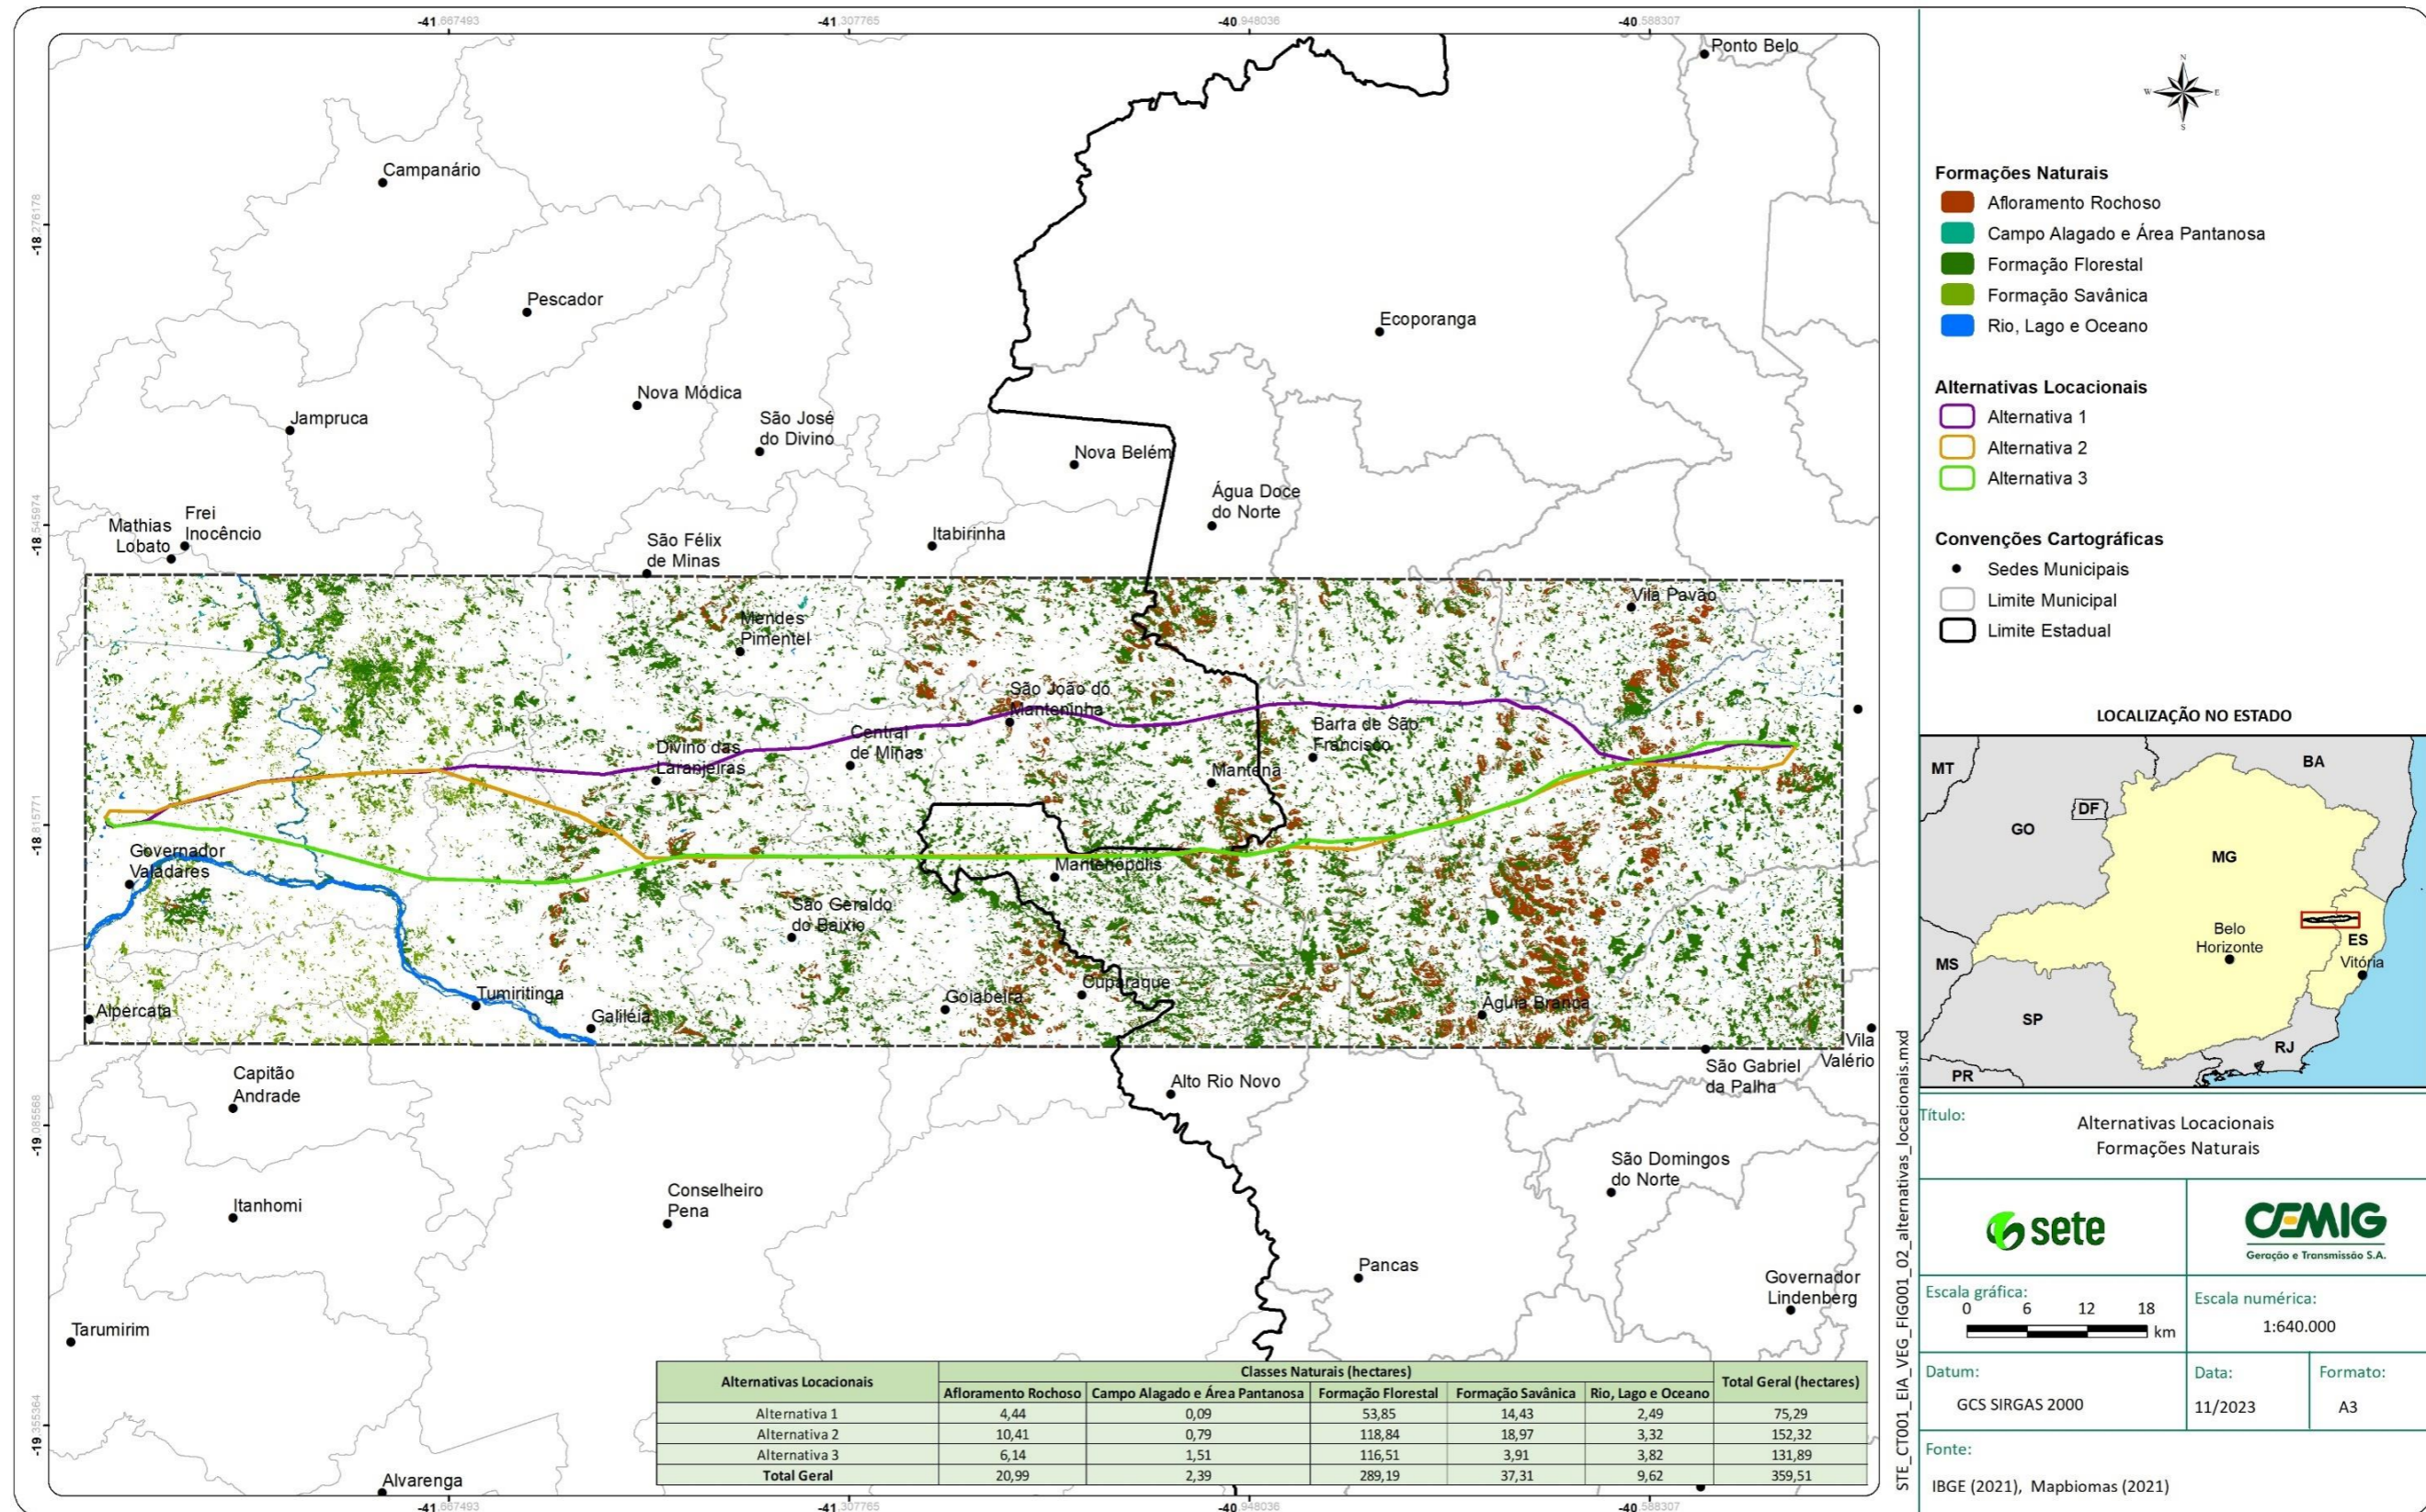 -41.667493
-41.307765
-40.948036
-40.588307
-18.276178
-18.545974
-18.815771
-19.085568
-19.355364
Ponto Belo
Campanário
Pescador
Ecoporanga
Nova Módica
Jampruca
São José
do Divino
Nova Belém
Água Doce
do Norte
Mathias
Lobato
Frei
Inocêncio
São Félix
de Minas
Itabirinha
Vila Pavão
Mendes
Pimentel
São João do
Manteninha
Barra de São
Francisco
Divino das
Laranjeiras
Central
de Minas
Mantena
Governador
Valadares
Mantenópolis
São Geraldo
do Baixio
Cuparaque
Tumiritinga
Goiabeira
Águia Branca
Alpercata
Galiléia
Vila
Valério
Capitão
Andrade
Alto Rio Novo
São Gabriel
da Palha
São Domingos
do Norte
Itanhomi
Conselheiro
Pena
Pancas
Governador
Lindenberg
Tarumirim
Alvarenga
Alternativas Locacionais
Classes Naturais (hectares)
Total Geral (hectares)
Afloramento Rochoso Campo Alagado e Área Pantanosa Formação Florestal Formação Savânica Rio, Lago e Oceano
Alternativa 1 4,44 0,09 53,85 14,43 2,49 75,29
Alternativa 2 10,41 0,79 118,84 18,97 3,32 152,32
Alternativa 3 6,14 1,51 116,51 3,91 3,82 131,89
Total Geral 20,99 2,39 289,19 37,31 9,62 359,51
-41.667493
-41.307765
-40.948036
-40.588307
STE_CT001_EIA_VEG_FIG001_02_alternativas_locacionais.mxd
N
W E
S
Formações Naturais
Afloramento Rochoso
Campo Alagado e Área Pantanosa
Formação Florestal
Formação Savânica
Rio, Lago e Oceano
Alternativas Locacionais
Alternativa 1
Alternativa 2
Alternativa 3
Convenções Cartográficas
Sedes Municipais
Limite Municipal
Limite Estadual
LOCALIZAÇÃO NO ESTADO
MT
BA
DF
GO
MG
Belo
Horizonte
ES
Vitória
MS
SP
RJ
PR
Título:
Alternativas Locacionais
Formações Naturais
sete
CEMIG
Geração e Transmissão S.A.
Escala gráfica:
0 6 12 18
km
Escala numérica:
1:640.000
Datum:
GCS SIRGAS 2000
Data:
11/2023
Formato:
A3
Fonte:
IBGE (2021), Mapbiomas (2021)